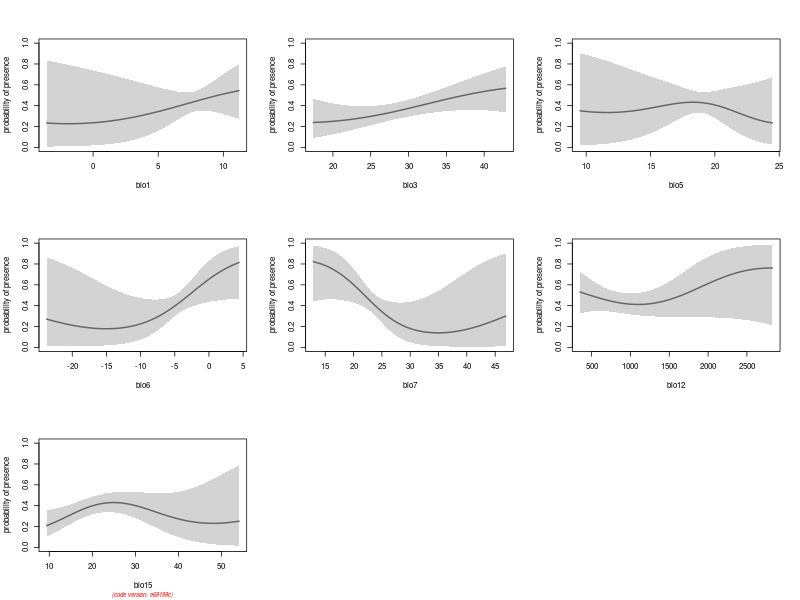 probability of presence
0.0 0.2 0.4 0.6 0.8 1.0
0 5 10
bio1
probability of presence
0.0 0.2 0.4 0.6 0.8 1.0
20 25 30 35 40
bio3
probability of presence
0.0 0.2 0.4 0.6 0.8 1.0
10 15 20 25
bio5
probability of presence
0.0 0.2 0.4 0.6 0.8 1.0
-20 -15 -10 -5 0 5
bio6
probability of presence
0.0 0.2 0.4 0.6 0.8 1.0
15 20 25 30 35 40 45
bio7
probability of presence
0.0 0.2 0.4 0.6 0.8 1.0
500 1000 1500 2000 2500
bio12
probability of presence
0.0 0.2 0.4 0.6 0.8 1.0
10 20 30 40 50
bio15
(code version: